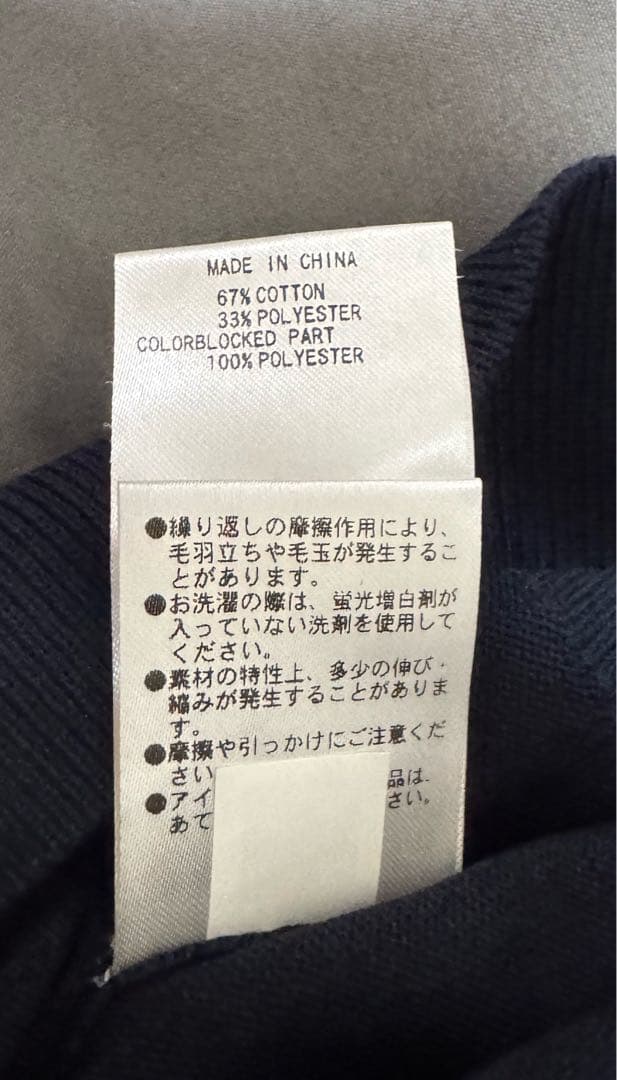 MADE IN CHINA
67% COTTON
33% POLYESTER
COLORBLOCKED PART
100% POLYESTER
●繰り返しの摩擦作用により、
毛羽立ちや毛玉が発生するこ
とがあります。
●お洗濯の際は、蛍光増白剤が
入っていない洗剤を使用して
ください。
●素材の特性上、多少の伸び・
縮みが発生することがありま
す。
●摩擦や引っかけにご注意くだ
さい
●アイ 品は、
あて さい。